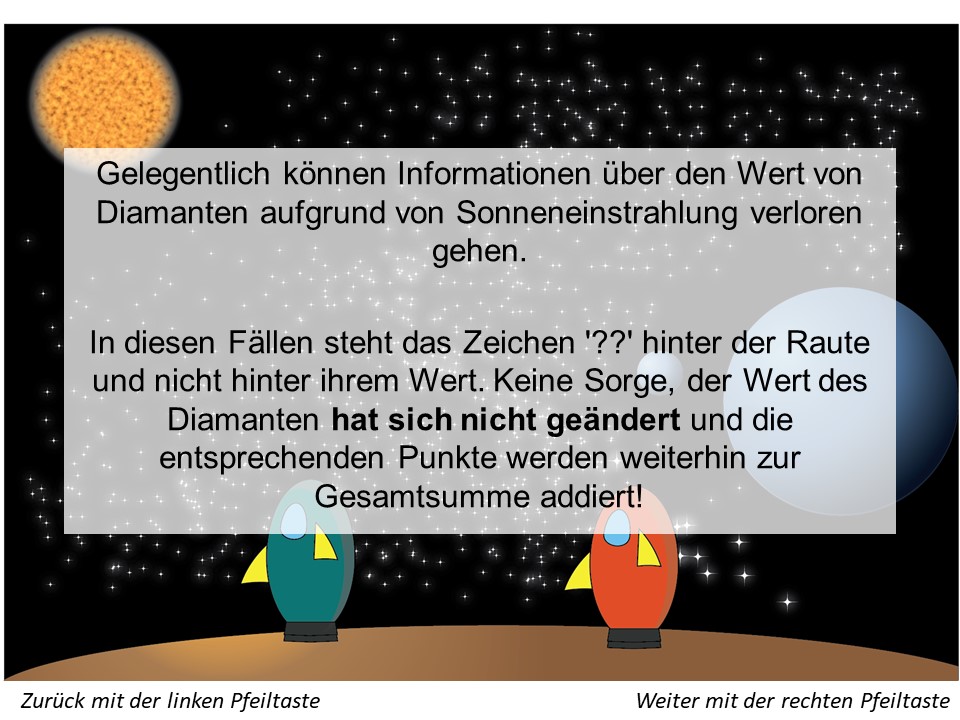 Gelegentlich können Informationen über den Wert von
Diamanten aufgrund von Sonneneinstrahlung verloren
gehen.
In diesen Fällen steht das Zeichen '??' hinter der Raute
und nicht hinter ihrem Wert. Keine Sorge, der Wert des
Diamanten hat sich nicht geändert und die
entsprechenden Punkte werden weiterhin zur
Gesamtsumme addiert!
Zurück mit der linken Pfeiltaste
Weiter mit der rechten Pfeiltaste